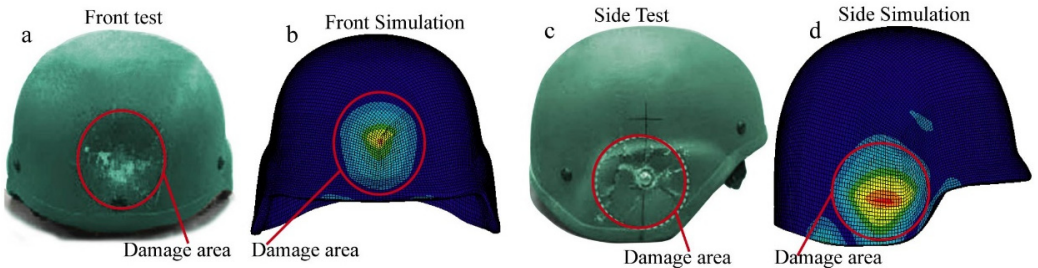 Front test
a
Front Simulation
b
Side Test
c
Side Simulation
d
Damage area
Damage area
Damage area
Damage area